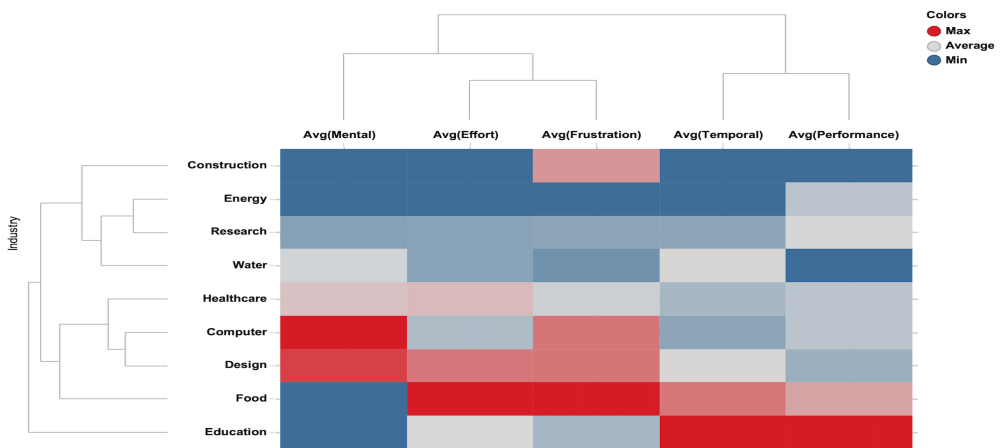 Colors
Max
Average
Min
Avg(Mental) Avg(Effort) Avg(Frustration) Avg(Temporal) Avg(Performance)
Industry
Construction
Energy
Research
Water
Healthcare
Computer
Design
Food
Education